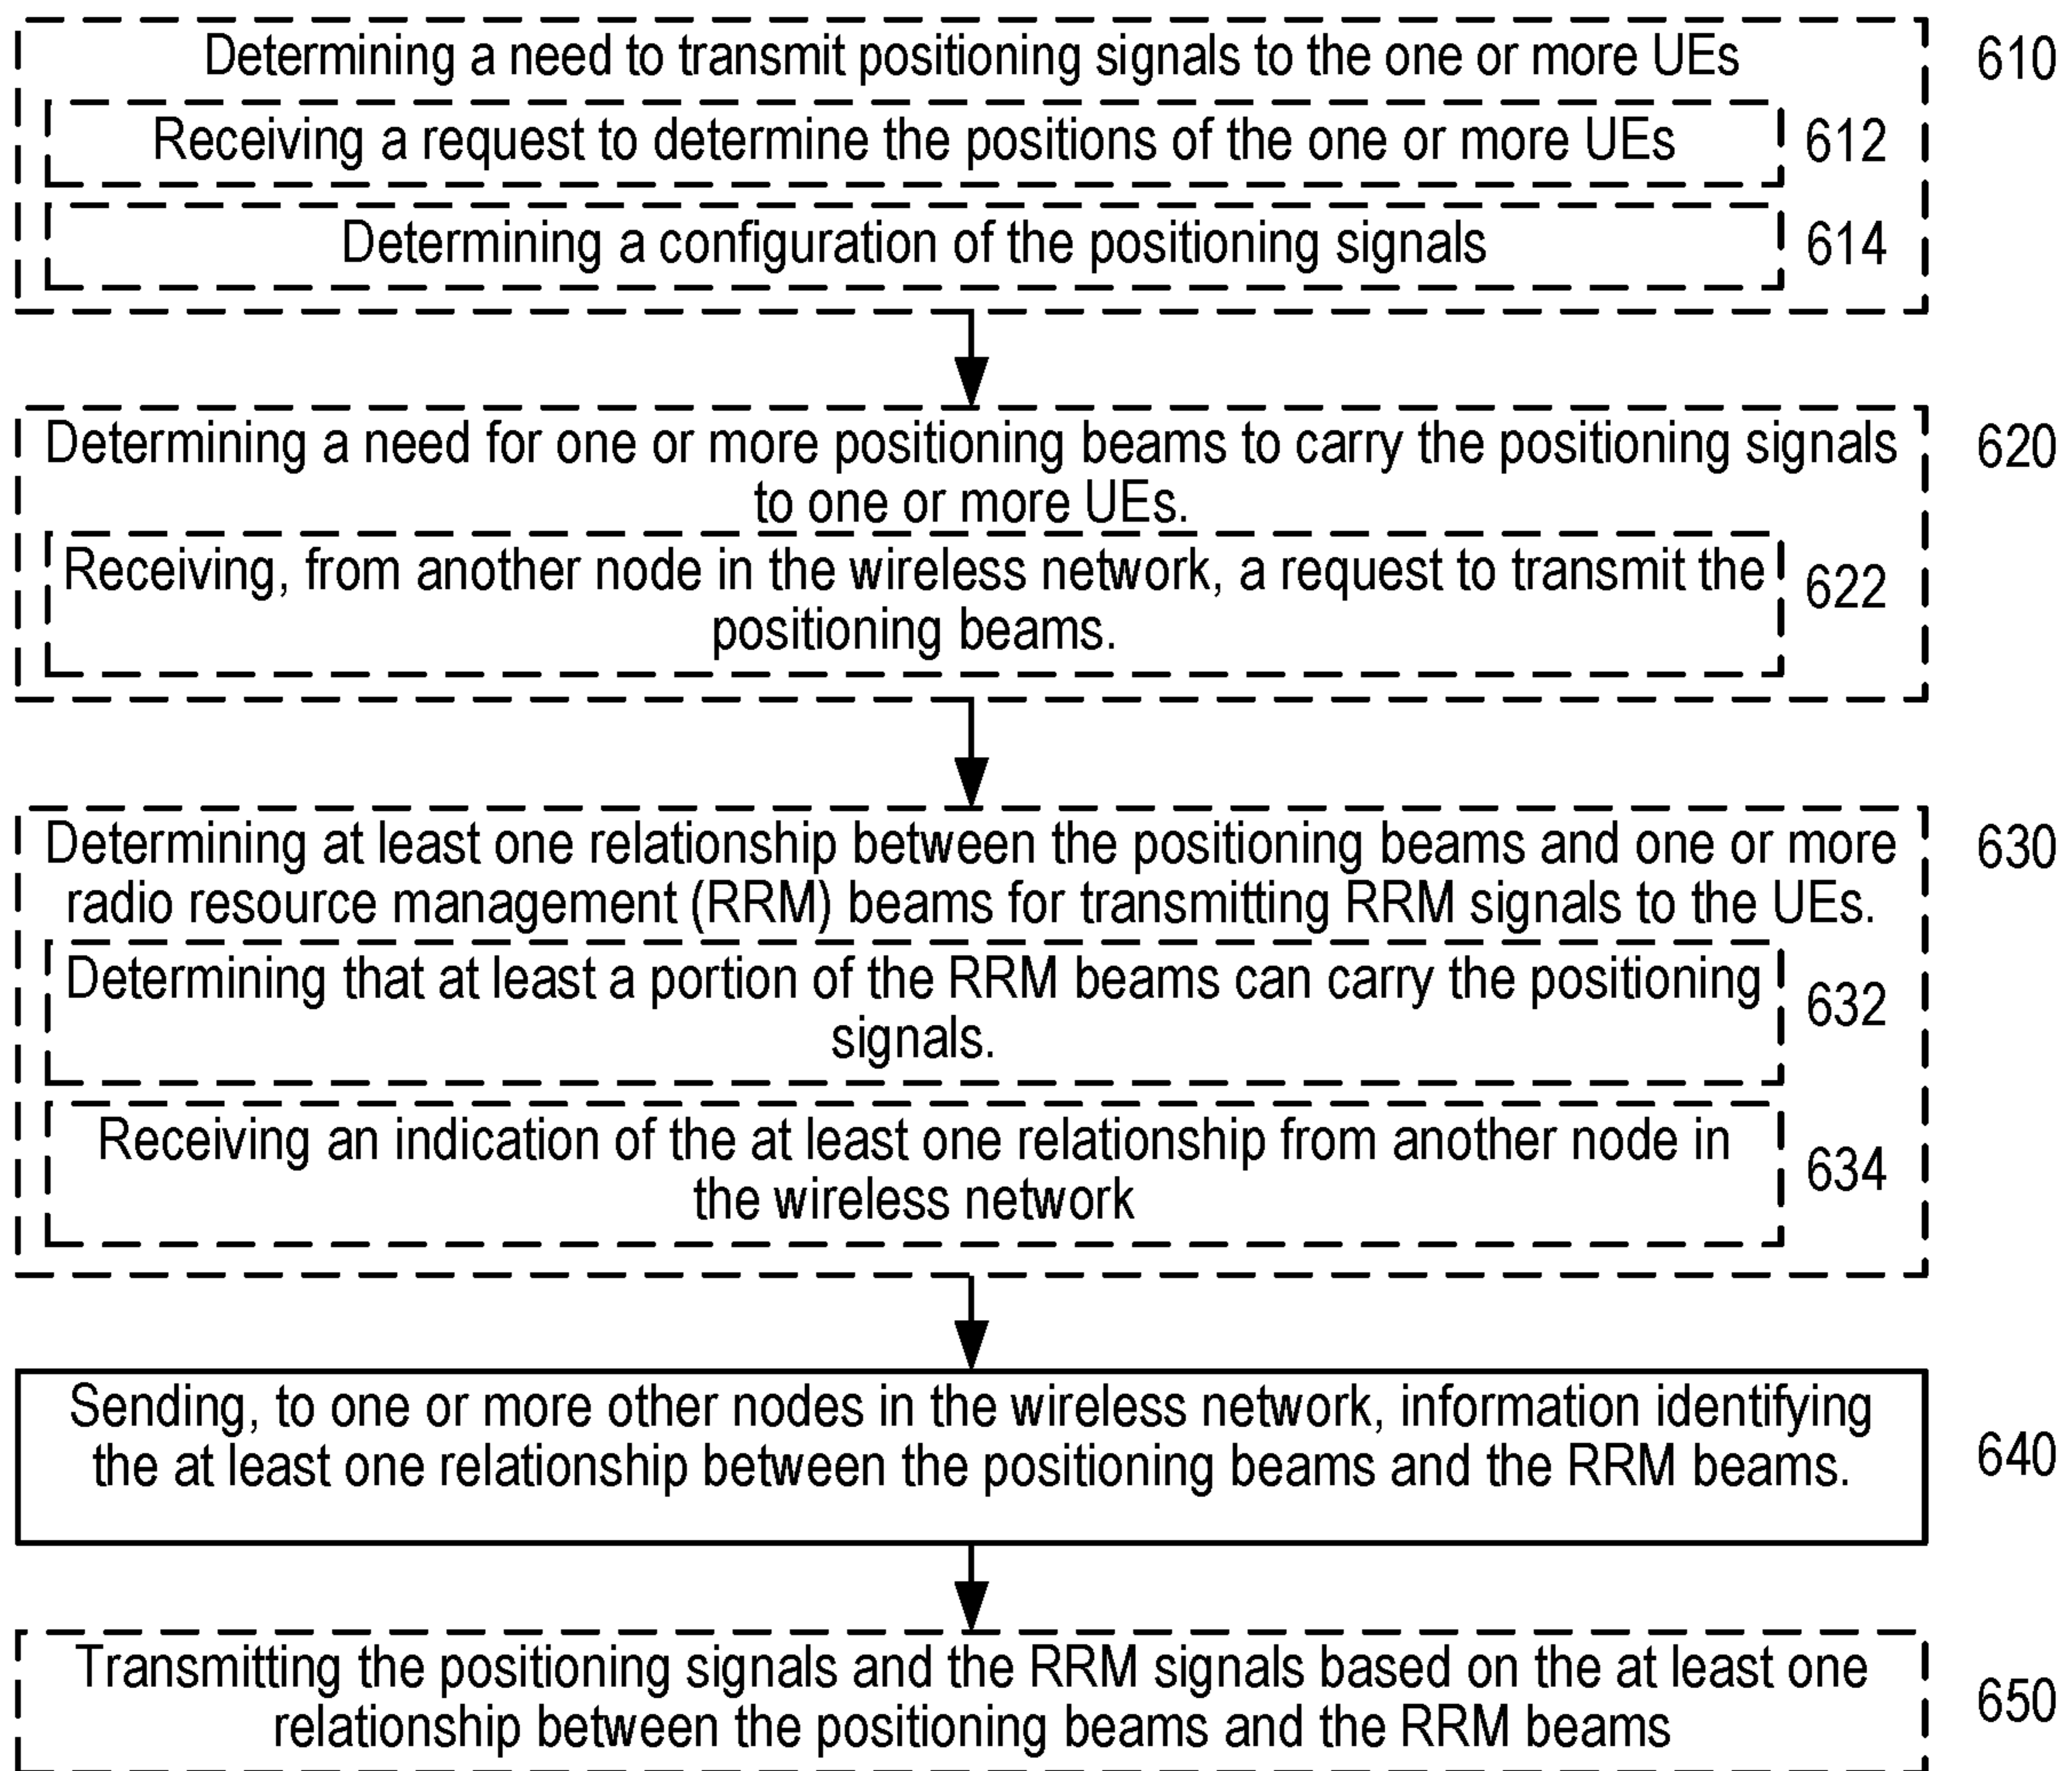 Determining a need to transmit positioning signals to the one or more UEs
610
Receiving a request to determine the positions of the one or more UEs
612
Determining a configuration of the positioning signals
614
Determining a need for one or more positioning beams to carry the positioning signals
620
to one or more UEs.
Receiving, from another node in the wireless network, a request to transmit the
622
positioning beams.
Determining at least one relationship between the positioning beams and one or more
630
radio resource management (RRM) beams for transmitting RRM signals to the UEs.
Determining that at least a portion of the RRM beams can carry the positioning
632
signals.
Receiving an indication of the at least one relationship from another node in
634
the wireless network
Sending, to one or more other nodes in the wireless network, information identifying
640
the at least one relationship between the positioning beams and the RRM beams.
Transmitting the positioning signals and the RRM signals based on the at least one
650
relationship between the positioning beams and the RRM beams